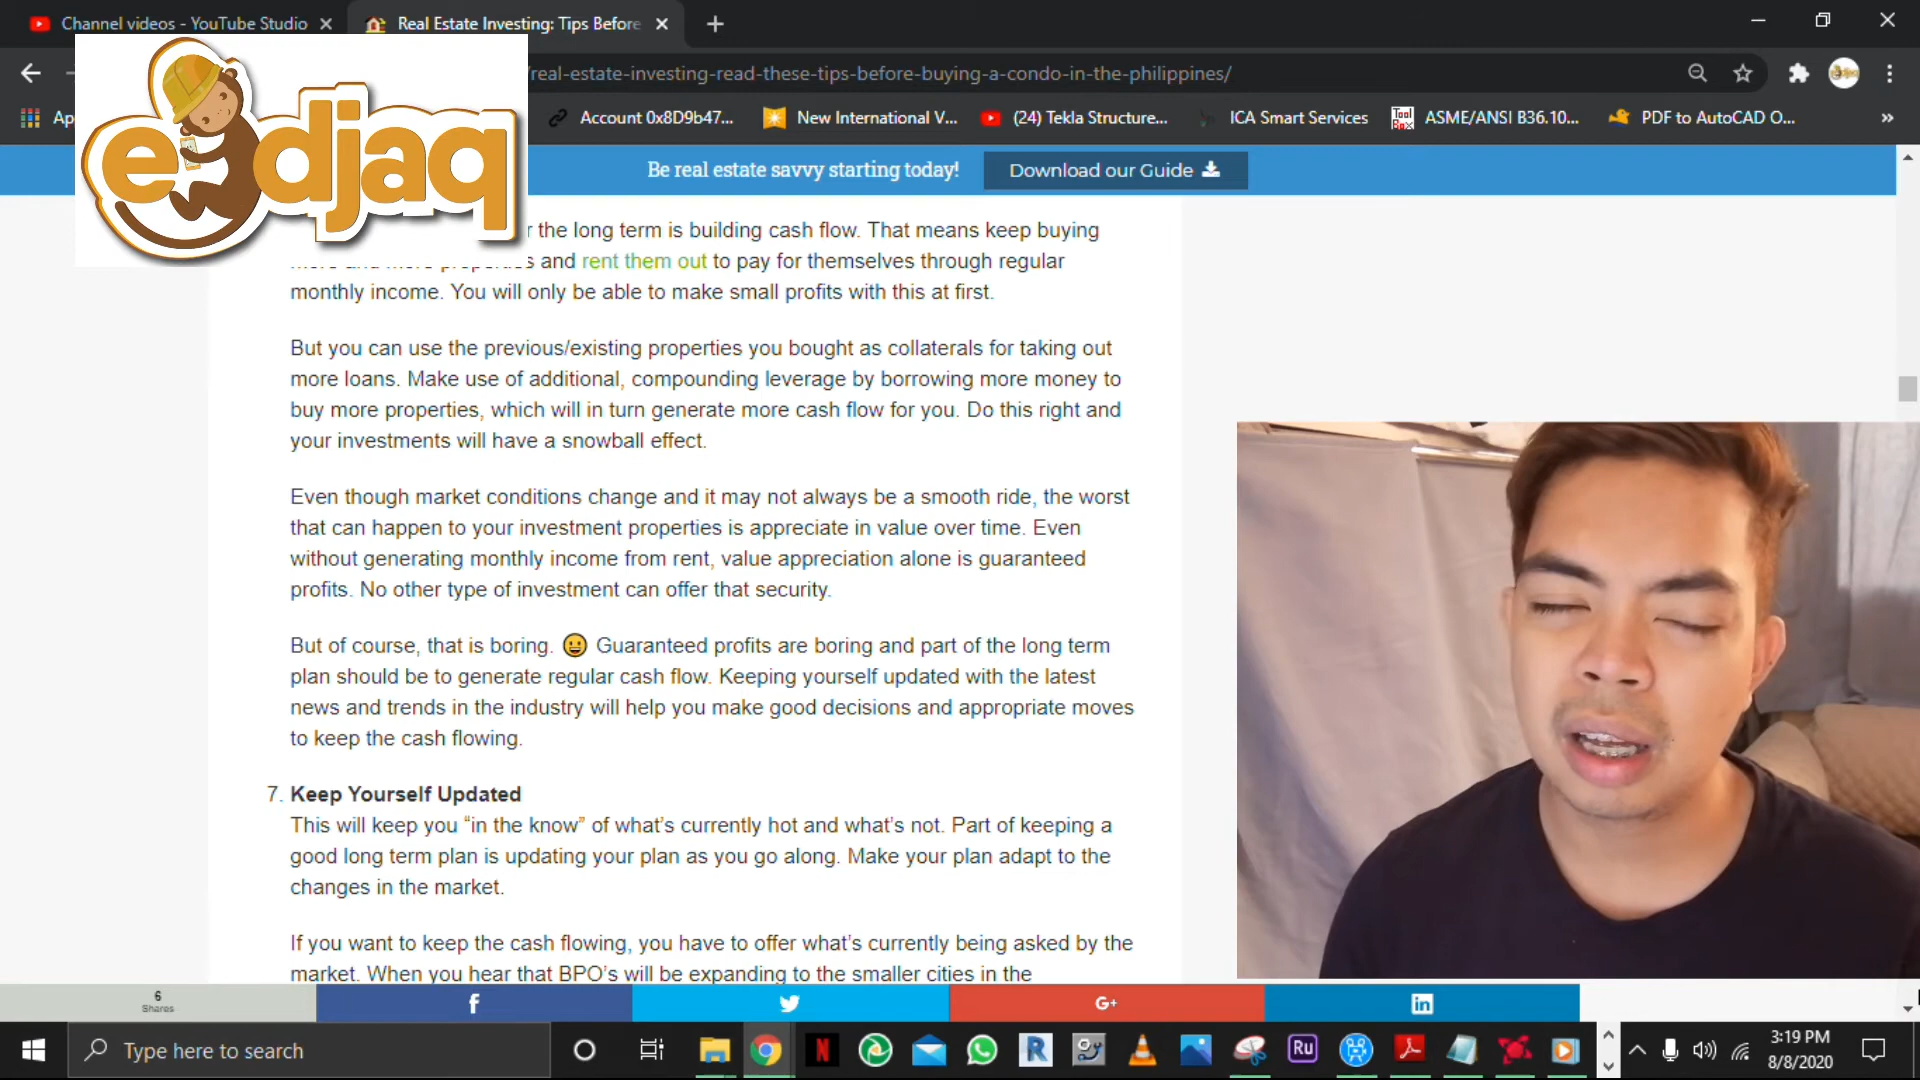 Channel videos - YouTube Studio
Real Estate Investing: Tips Before
/real-estate-investing-read-these-tips-before-buying-a-condo-in-the-philippines/
Account 0x8D9b47...
New International V...
(24) Tekla Structure...
ICA Smart Services
Tool Box
ASME/ANSI B36.10...
PDF to AutoCAD O...
»
edjaq
Be real estate savvy starting today!
Download our Guide
the long term is building cash flow. That means keep buying
and rent them out to pay for themselves through regular
monthly income. You will only be able to make small profits with this at first.
But you can use the previous/existing properties you bought as collaterals for taking out
more loans. Make use of additional, compounding leverage by borrowing more money to
buy more properties, which will in turn generate more cash flow for you. Do this right and
your investments will have a snowball effect.
Even though market conditions change and it may not always be a smooth ride, the worst
that can happen to your investment properties is appreciate in value over time. Even
without generating monthly income from rent, value appreciation alone is guaranteed
profits. No other type of investment can offer that security.
But of course, that is boring. 😀 Guaranteed profits are boring and part of the long term
plan should be to generate regular cash flow. Keeping yourself updated with the latest
news and trends in the industry will help you make good decisions and appropriate moves
to keep the cash flowing.
7. Keep Yourself Updated
This will keep you “in the know” of what’s currently hot and what’s not. Part of keeping a
good long term plan is updating your plan as you go along. Make your plan adapt to the
changes in the market.
If you want to keep the cash flowing, you have to offer what’s currently being asked by the
market. When you hear that BPO’s will be expanding to the smaller cities in the
6
Shares
f
G+
in
Type here to search
N
R
Ru
3:19 PM
8/8/2020